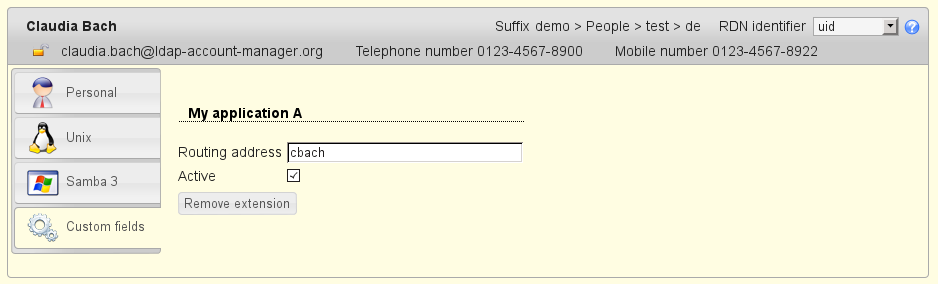 Claudia Bach Suffix demo > People > test > de RDN identifier uid
claudia.bach@ldap-account-manager.org Telephone number 0123-4567-8900 Mobile number 0123-4567-8922
Personal
Unix
Samba 3
Custom fields
My application A
Routing address cbach
Active
Remove extension